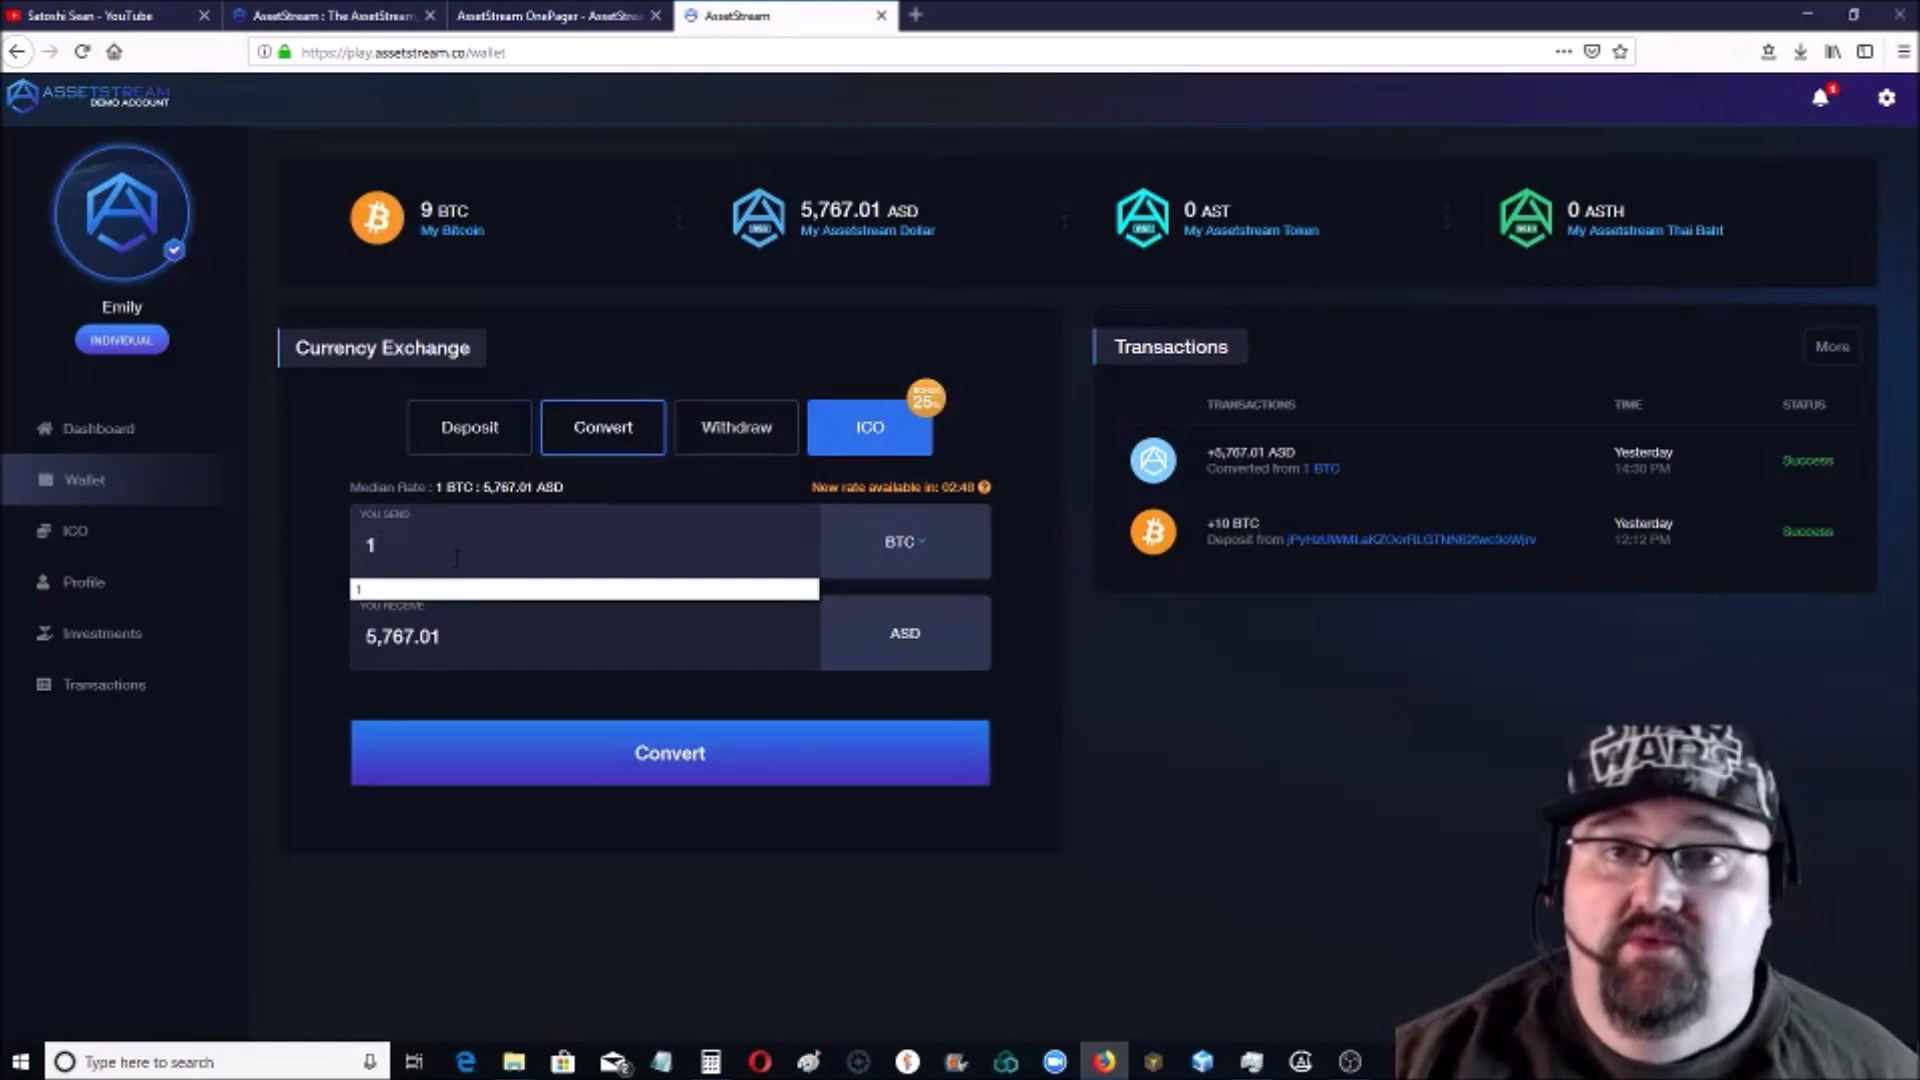 Satoshi Sean - YouTube
AssetStream : The AssetStream
AssetStream OnePager - AssetStre
AssetStream
https://play.assetstream.co/wallet
ASSETSTREAM
DEMO ACCOUNT
1
9 BTC
My Bitcoin
5,767.01 ASD
My Assetstream Dollar
0 AST
My Assetstream Token
0 ASTH
My Assetstream Thai Baht
Emily
INDIVIDUAL
Dashboard
Wallet
ICO
Profile
Investments
Transactions
Currency Exchange
25%
Deposit
Convert
Withdraw
ICO
Median Rate : 1 BTC : 5,767.01 ASD
New rate available in: 02:48
YOU SEND
1
BTC
1
YOU RECEIVE
5,767.01
ASD
Convert
Transactions
More
TRANSACTIONS
TIME
STATUS
+5,767.01 ASD
Converted from 1 BTC
Yesterday
14:30 PM
Success
+10 BTC
Deposit from
Yesterday
12:12 PM
Success
STAR
WARS
Type here to search